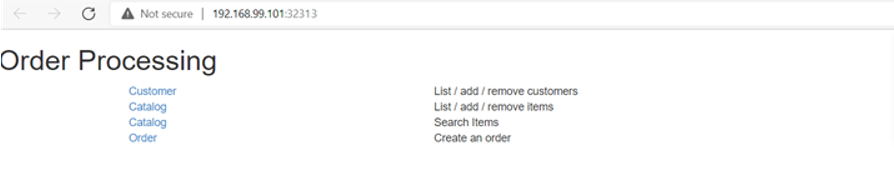 Not secure | 192.168.99.101:32313
Order Processing
Customer List / add / remove customers
Catalog List / add / remove items
Catalog Search Items
Order Create an order